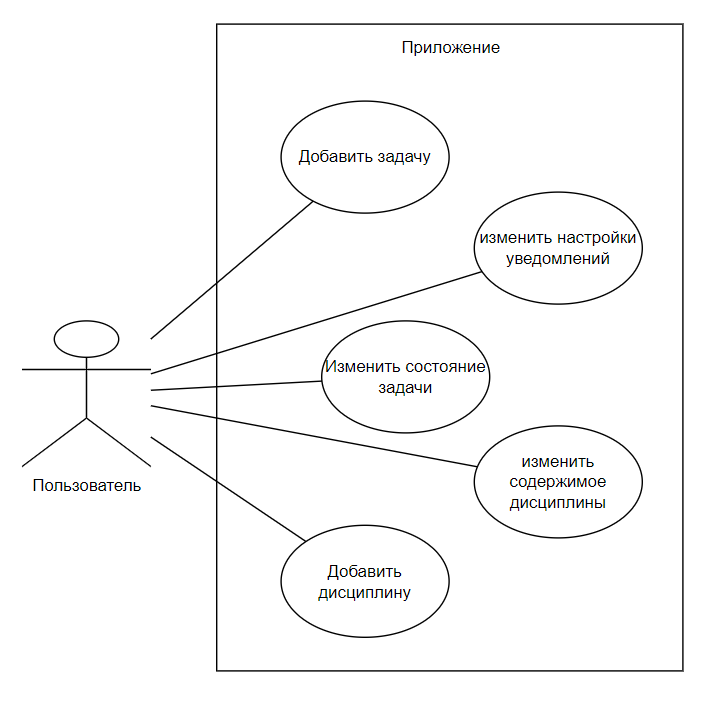 Приложение
Добавить задачу
изменить настройки
уведомлений
Изменить состояние
задачи
изменить
содержимое
дисциплины
Пользователь
Добавить
дисциплину